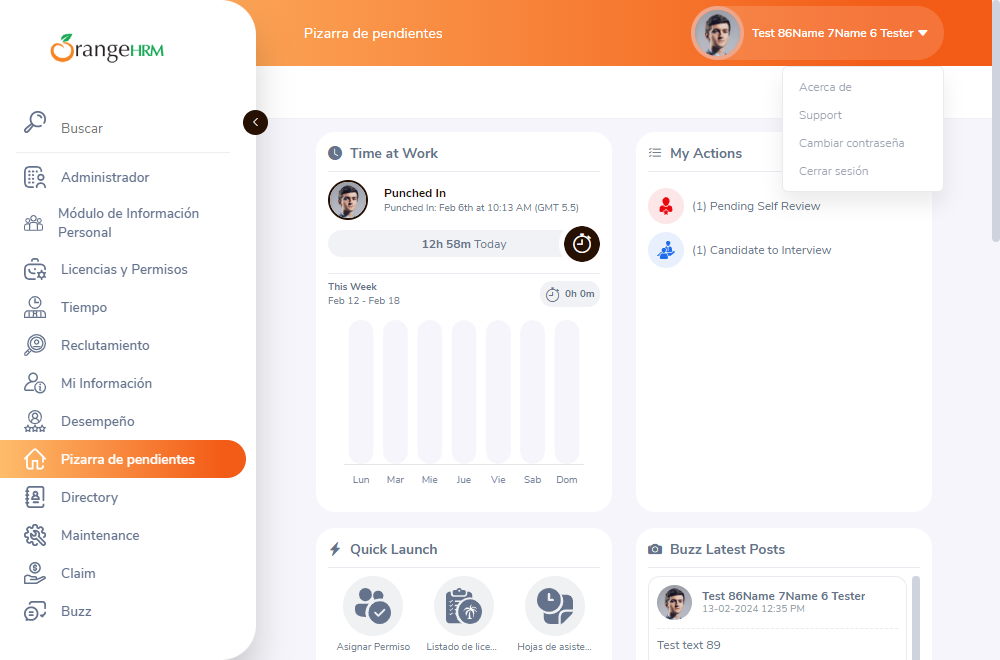 OrangeHRM
Buscar
Administrador
Módulo de Información
Personal
Licencias y Permisos
Tiempo
Reclutamiento
Mi Información
Desempeño
Pizarra de pendientes
Directory
Maintenance
Claim
Buzz
Pizarra de pendientes
Test 86Name 7Name 6 Tester
Acerca de
Support
Cambiar contraseña
Cerrar sesión
Time at Work
Punched In
Punched In: Feb 6th at 10:13 AM (GMT 5.5)
12h 58m Today
This Week
Feb 12 - Feb 18
0h 0m
Lun Mar Mie Jue Vie Sab Dom
My Actions
(1) Pending Self Review
(1) Candidate to Interview
Quick Launch
Asignar Permiso
Listado de lice...
Hojas de asiste...
Buzz Latest Posts
Test 86Name 7Name 6 Tester
13-02-2024 12:35 PM
Test text 89